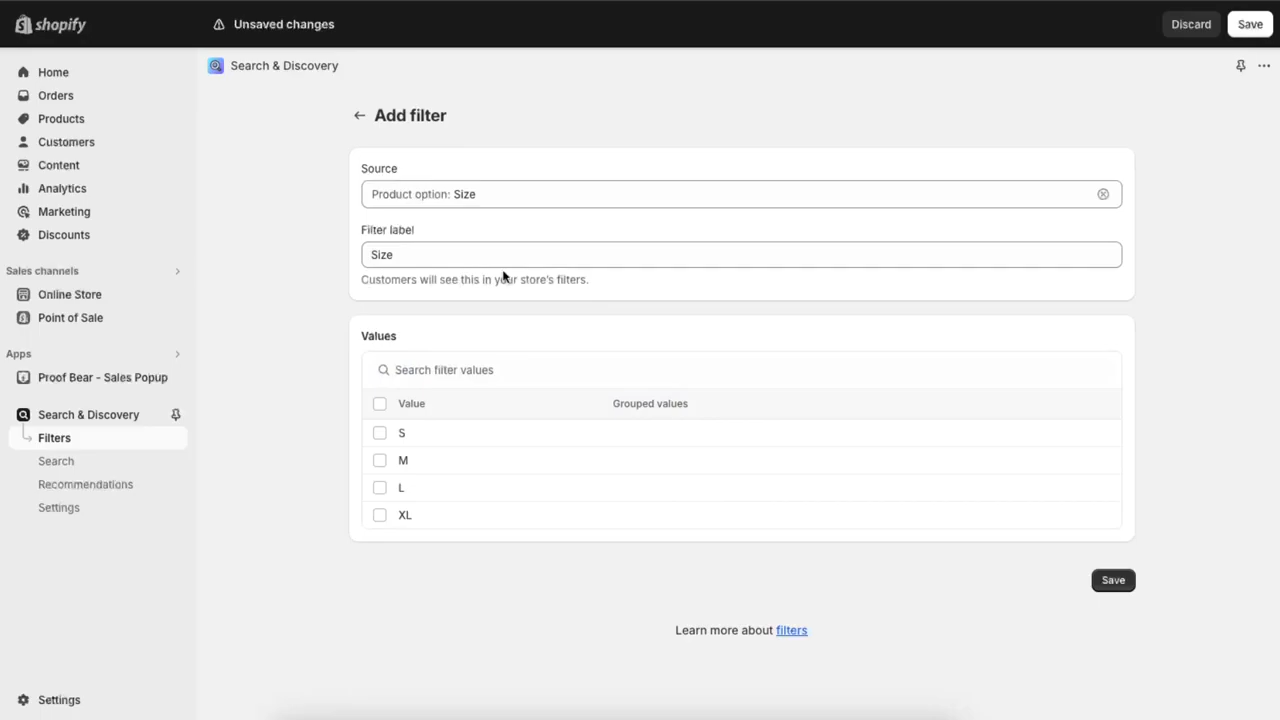 shopify
Unsaved changes
Discard
Save
Home
Orders
Products
Customers
Content
Analytics
Marketing
Discounts
Sales channels
Online Store
Point of Sale
Apps
Proof Bear - Sales Popup
Search & Discovery
Filters
Search
Recommendations
Settings
Settings
Search & Discovery
Add filter
Source
Product option: Size
Filter label
Size
Customers will see this in your store's filters.
Values
Search filter values
Value Grouped values
S
M
L
XL
Save
Learn more about filters